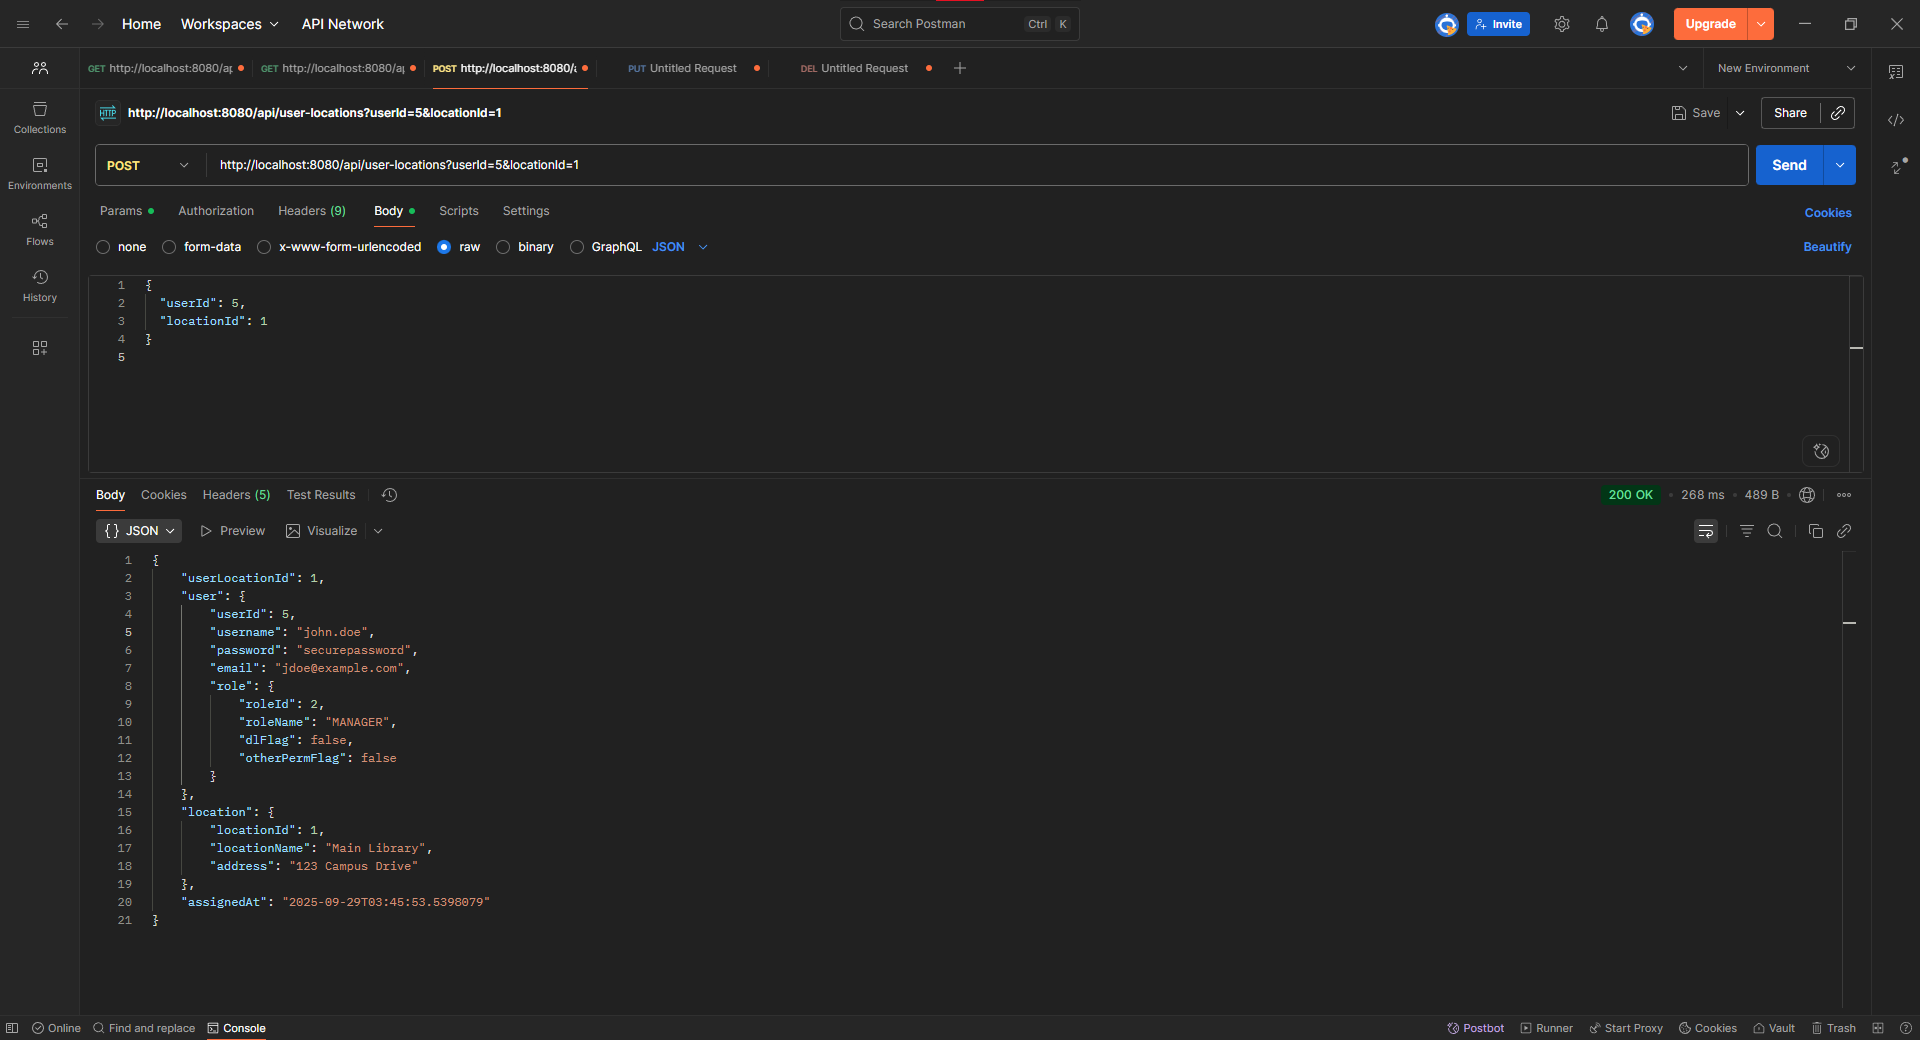 Home Workspaces API Network Search Postman Ctrl K Invite Upgrade
GET http://localhost:8080/ap GET http://localhost:8080/ap POST http://localhost:8080/a PUT Untitled Request DEL Untitled Request New Environment
HTTP http://localhost:8080/api/user-locations?userId=5&locationId=1 Save Share
POST http://localhost:8080/api/user-locations?userId=5&locationId=1 Send
Params Authorization Headers (9) Body Scripts Settings Cookies
none form-data x-www-form-urlencoded raw binary GraphQL JSON Beautify
Collections
Environments
Flows
History
1 {
2 "userId": 5,
3 "locationId": 1
4 }
5
Body Cookies Headers (5) Test Results 200 OK 268 ms 489 B
{} JSON Preview Visualize
1 {
2 "userLocationId": 1,
3 "user": {
4 "userId": 5,
5 "username": "john.doe",
6 "password": "securepassword",
7 "email": "jdoe@example.com",
8 "role": {
9 "roleId": 2,
10 "roleName": "MANAGER",
11 "dlFlag": false,
12 "otherPermFlag": false
13 }
14 },
15 "location": {
16 "locationId": 1,
17 "locationName": "Main Library",
18 "address": "123 Campus Drive"
19 },
20 "assignedAt": "2025-09-29T03:45:53.5398079"
21 }
Online Find and replace Console Postbot Runner Start Proxy Cookies Vault Trash